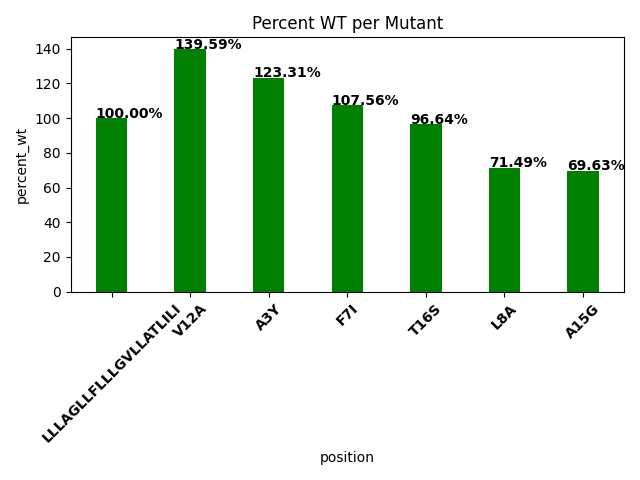 Percent WT per Mutant
percent_wt
140
120
100
80
60
40
20
0
100.00%
139.59%
123.31%
107.56%
96.64%
71.49%
69.63%
LLLAGLLFLLLGVLLATLILI
V12A
A3Y
F7I
T16S
L8A
A15G
position